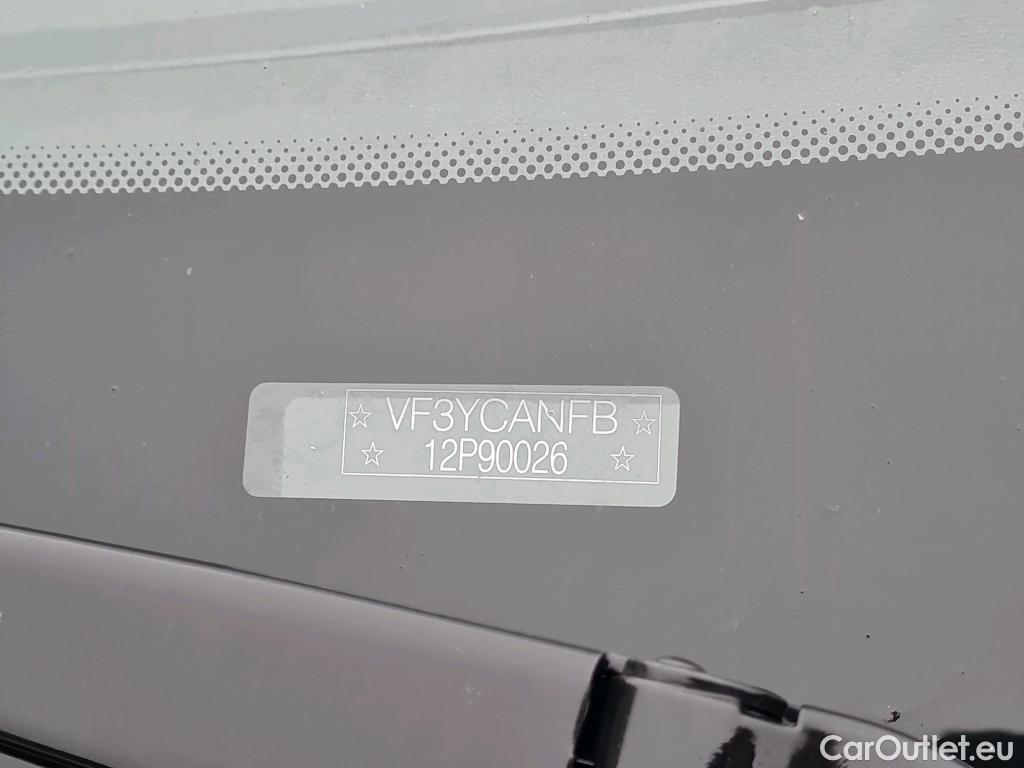 ☆ VF3YCANFB ☆
☆ 12P90026 ☆
CarOutlet.eu